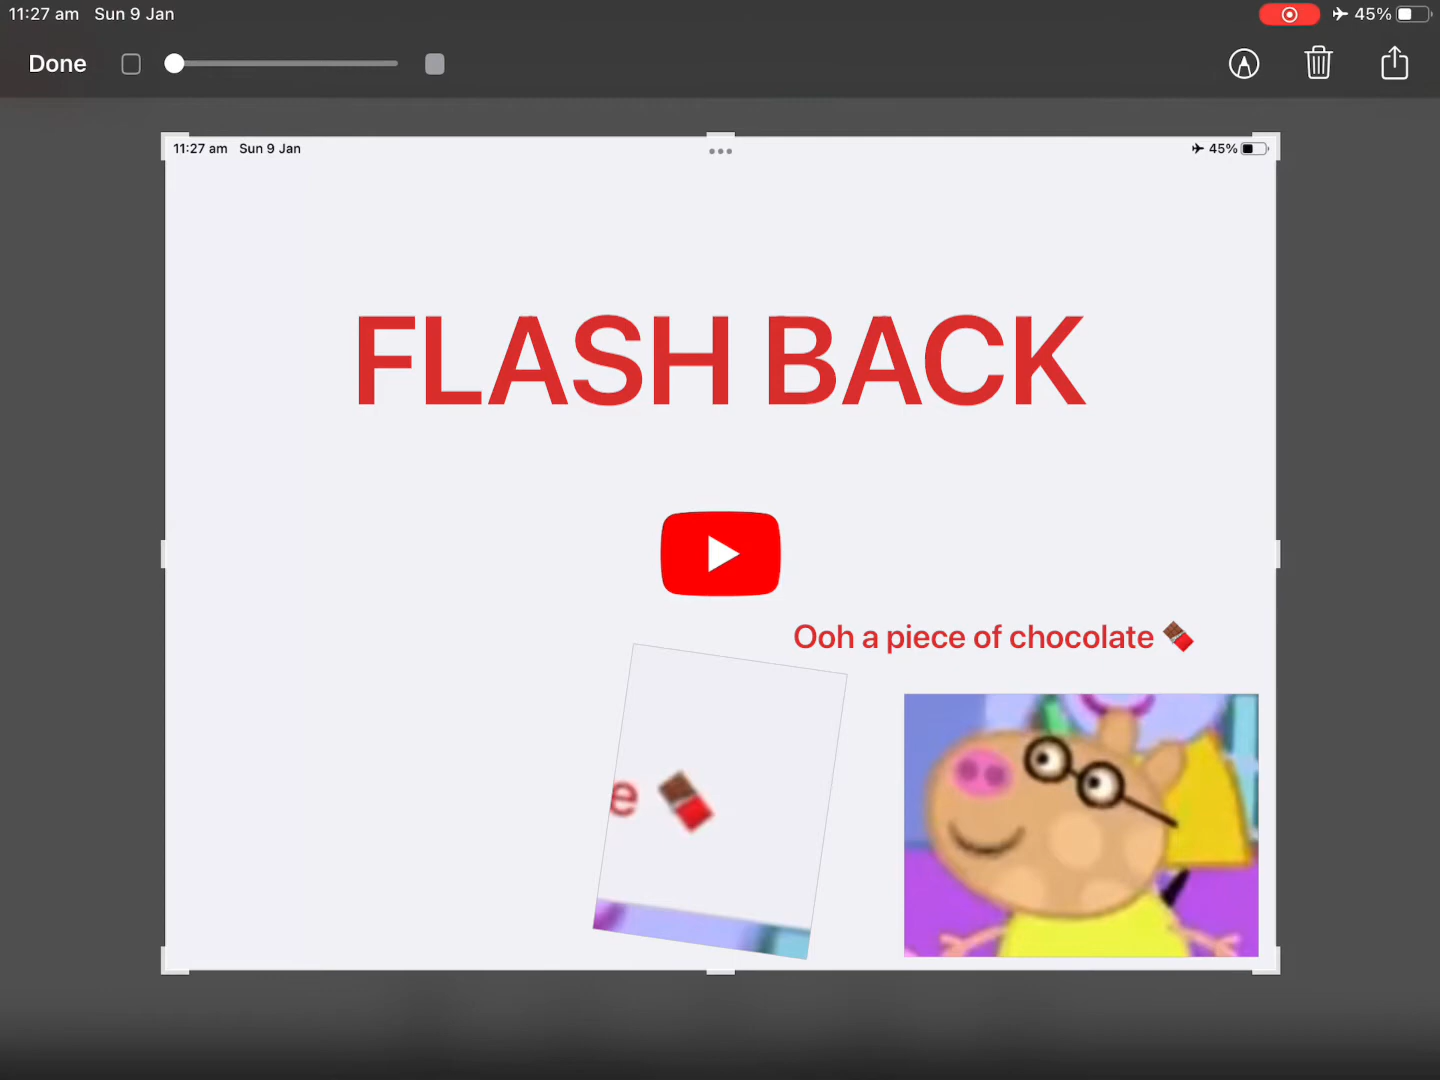 11:27 am Sun 9 Jan
45%
Done
11:27 am Sun 9 Jan
45%
FLASH BACK
Ooh a piece of chocolate 🍫
e 🍫